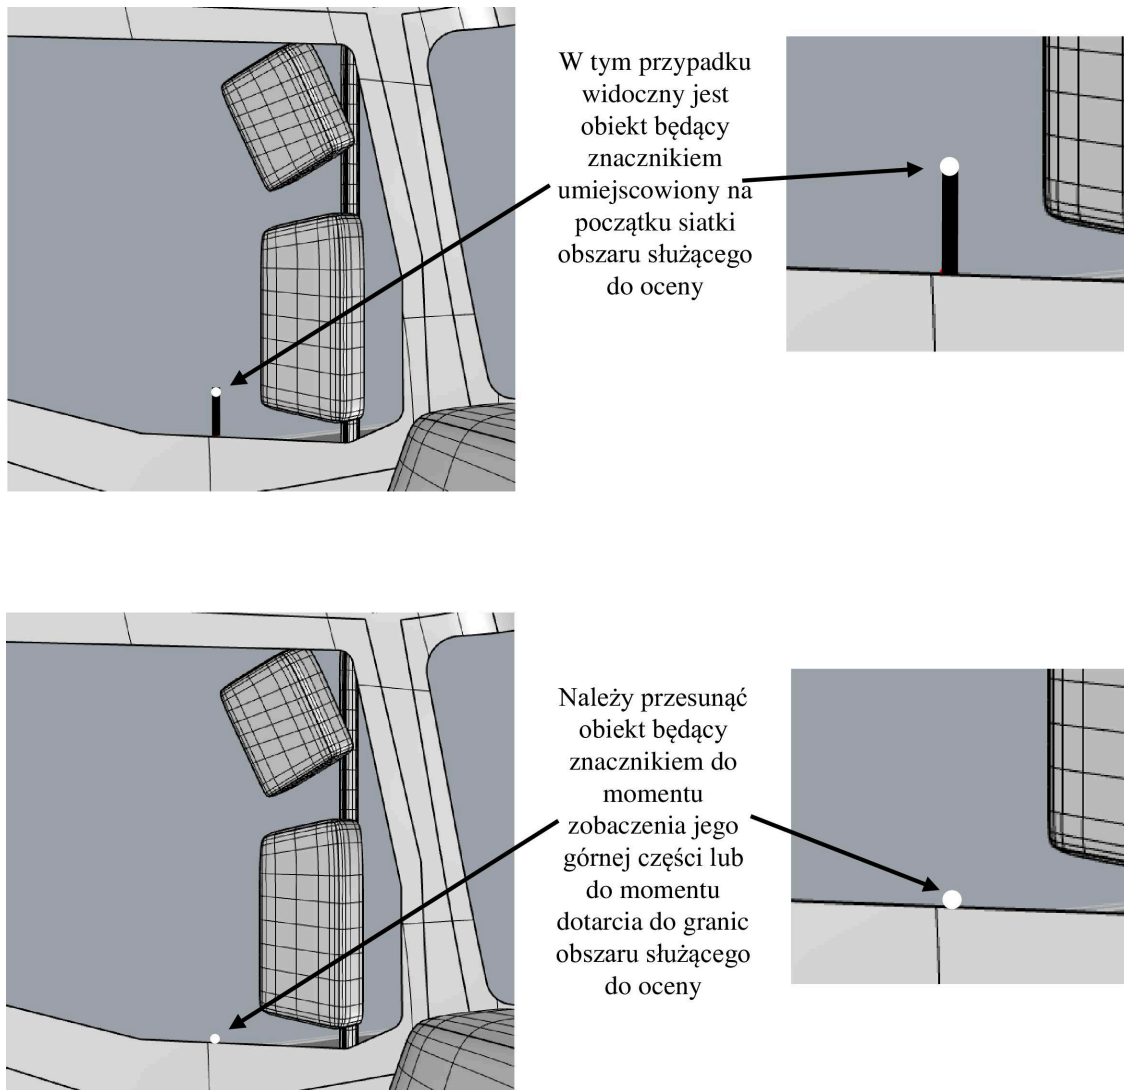 W tym przypadku
widoczny jest
obiekt będący
znacznikiem
umiejscowiony na
początku siatki
obszaru służącego
do oceny
Należy przesunąć
obiekt będący
znacznikiem do
momentu
zobaczenia jego
górnej części lub
do momentu
dotarcia do granic
obszaru służącego
do oceny